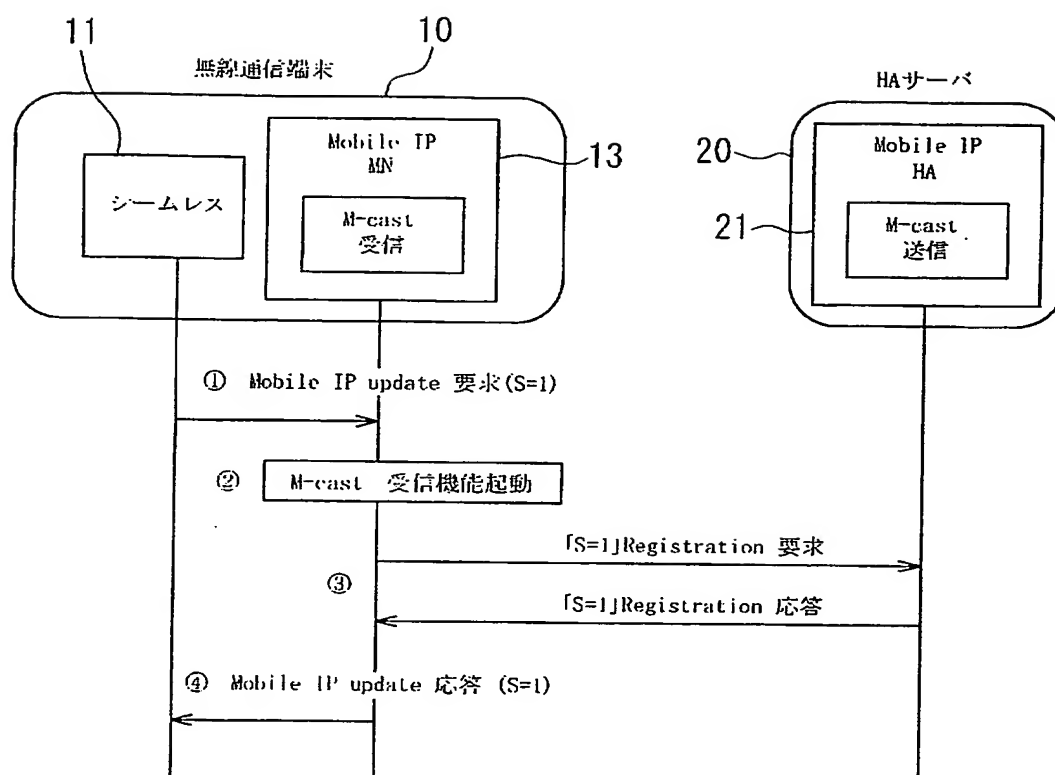 11
10
無線通信端末
HAサーバ
Mobile IP
MN
13
20
Mobile IP
HA
シームレス
M-cast
受信
21
M-cast
送信
① Mobile IP update 要求(S=1)
② M-cast 受信機能起動
「S=1」Registration 要求
③
「S=1」Registration 応答
④ Mobile IP update 応答 (S=1)